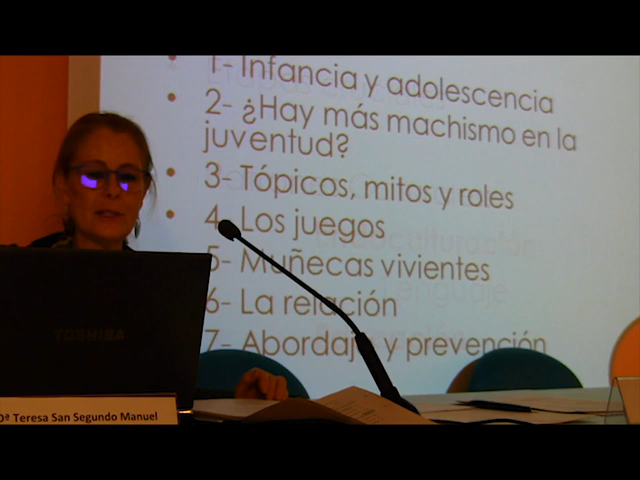 1- Infancia y adolescencia
2- ¿Hay más machismo en la
juventud?
3- Tópicos, mitos y roles
4- Los juegos
5- Muñecas vivientes
6- La relación
7- Abordaje y prevención
TOSHIBA
Dª Teresa San Segundo Manuel